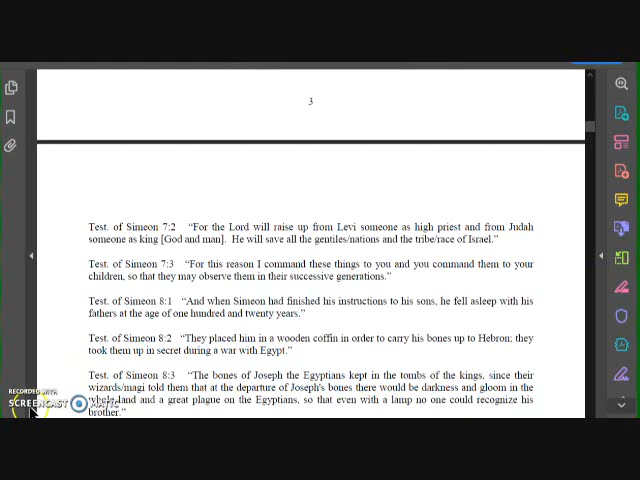 3
Test. of Simeon 7:2 “For the Lord will raise up from Levi someone as high priest and from Judah
someone as king [God and man]. He will save all the gentiles/nations and the tribe/race of Israel.”
Test. of Simeon 7:3 “For this reason I command these things to you and you command them to your
children, so that they may observe them in their successive generations.”
Test. of Simeon 8:1 “And when Simeon had finished his instructions to his sons, he fell asleep with his
fathers at the age of one hundred and twenty years.”
Test. of Simeon 8:2 “They placed him in a wooden coffin in order to carry his bones up to Hebron; they
took them up in secret during a war with Egypt.”
Test. of Simeon 8:3 “The bones of Joseph the Egyptians kept in the tombs of the kings, since their
wizards/magi told them that at the departure of Joseph's bones there would be darkness and gloom in the
whole land and a great plague on the Egyptians, so that even with a lamp no one could recognize his
brother.”
RECORDED WITH
SCREENCAST MATIC